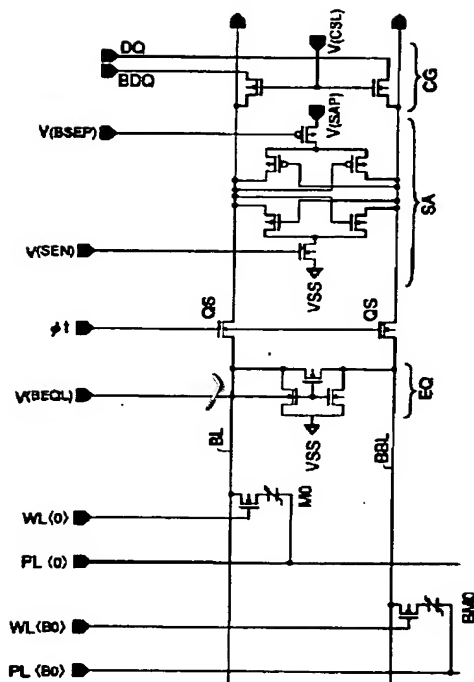 DQ
BDQ
V(CSL)
CG
V(BSEP)
V(SAP)
SA
V(SEN)
VSS
QS
QS
φt
V(BEQL)
EQ
VSS
BL
BBL
WL(0)
M0
PL(0)
WL(B0)
BM0
PL(B0)